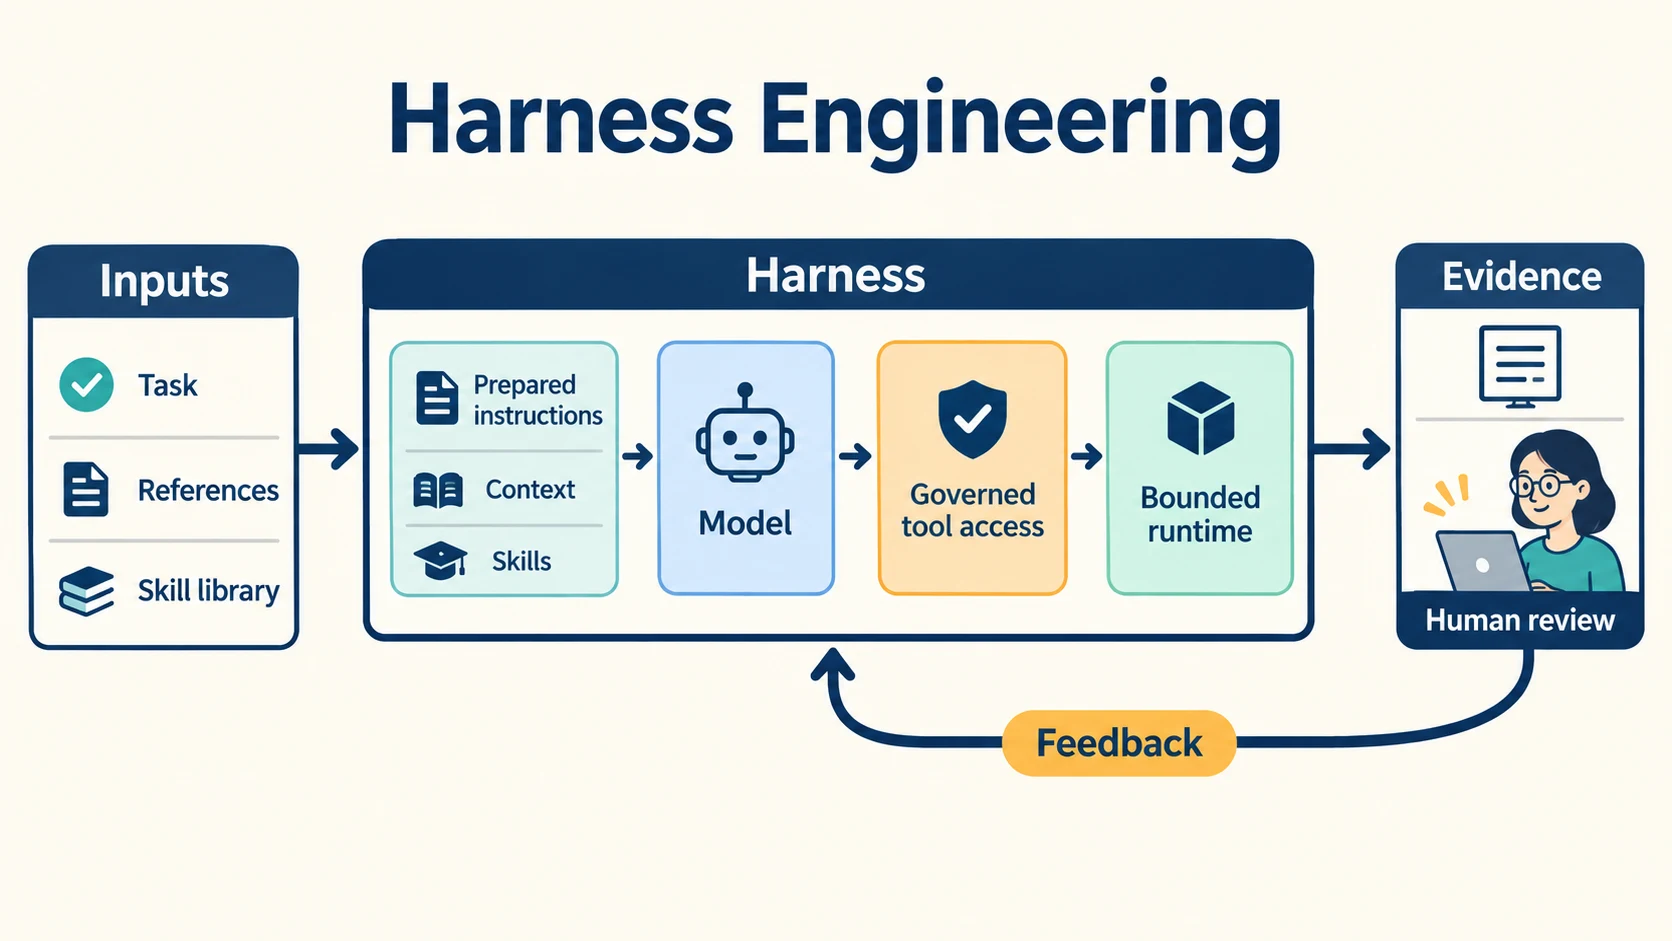 Harness Engineering
Inputs
Task
References
Skill library
Harness
Prepared
instructions
Context
Skills
Model
Governed
tool access
Bounded
runtime
Evidence
Human review
Feedback